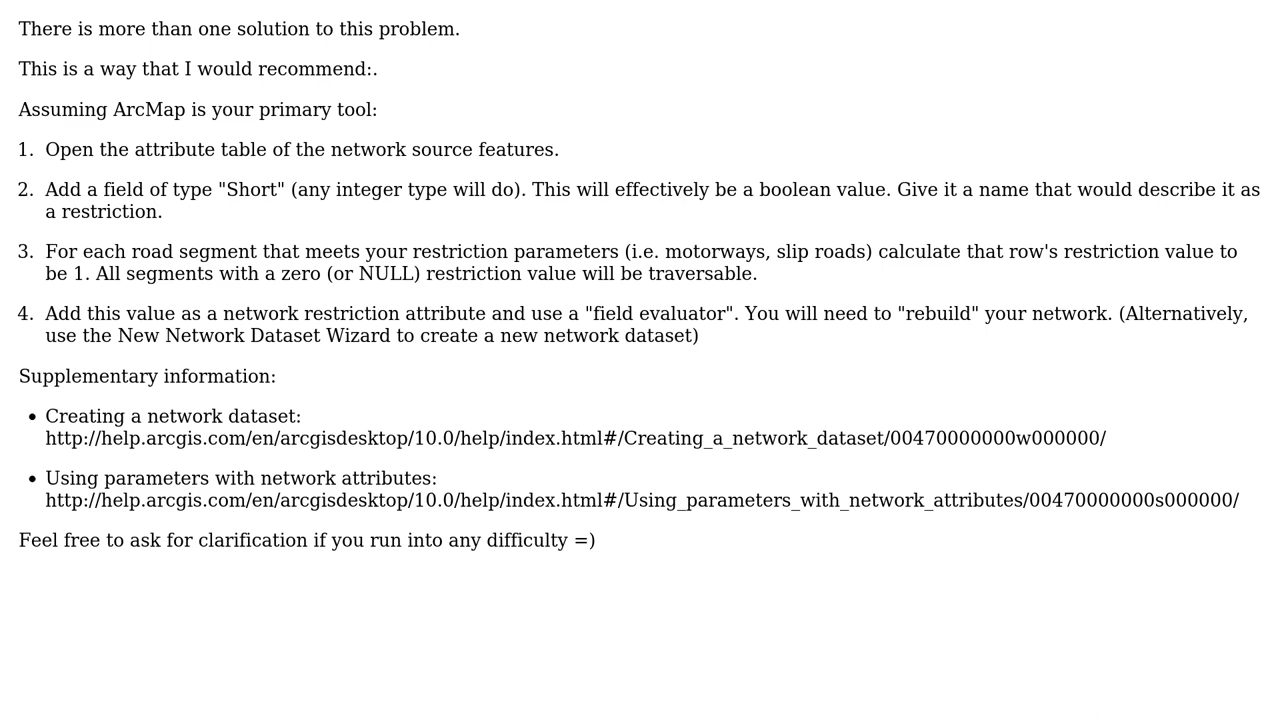 There is more than one solution to this problem.
This is a way that I would recommend:.
Assuming ArcMap is your primary tool:
1. Open the attribute table of the network source features.
2. Add a field of type "Short" (any integer type will do). This will effectively be a boolean value. Give it a name that would describe it as
a restriction.
3. For each road segment that meets your restriction parameters (i.e. motorways, slip roads) calculate that row's restriction value to
be 1. All segments with a zero (or NULL) restriction value will be traversable.
4. Add this value as a network restriction attribute and use a "field evaluator". You will need to "rebuild" your network. (Alternatively,
use the New Network Dataset Wizard to create a new network dataset)
Supplementary information:
• Creating a network dataset:
http://help.arcgis.com/en/arcgisdesktop/10.0/help/index.html#/Creating_a_network_dataset/00470000000w000000/
• Using parameters with network attributes:
http://help.arcgis.com/en/arcgisdesktop/10.0/help/index.html#/Using_parameters_with_network_attributes/00470000000s000000/
Feel free to ask for clarification if you run into any difficulty =)